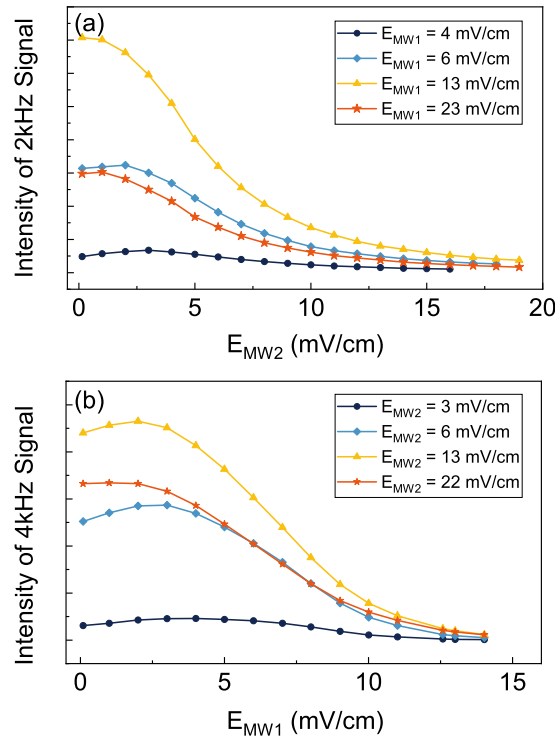 (a)
E_MW1 = 4 mV/cm
E_MW1 = 6 mV/cm
E_MW1 = 13 mV/cm
E_MW1 = 23 mV/cm
Intensity of 2kHz Signal
0 5 10 15 20
E_MW2 (mV/cm)
(b)
E_MW2 = 3 mV/cm
E_MW2 = 6 mV/cm
E_MW2 = 13 mV/cm
E_MW2 = 22 mV/cm
Intensity of 4kHz Signal
0 5 10 15
E_MW1 (mV/cm)